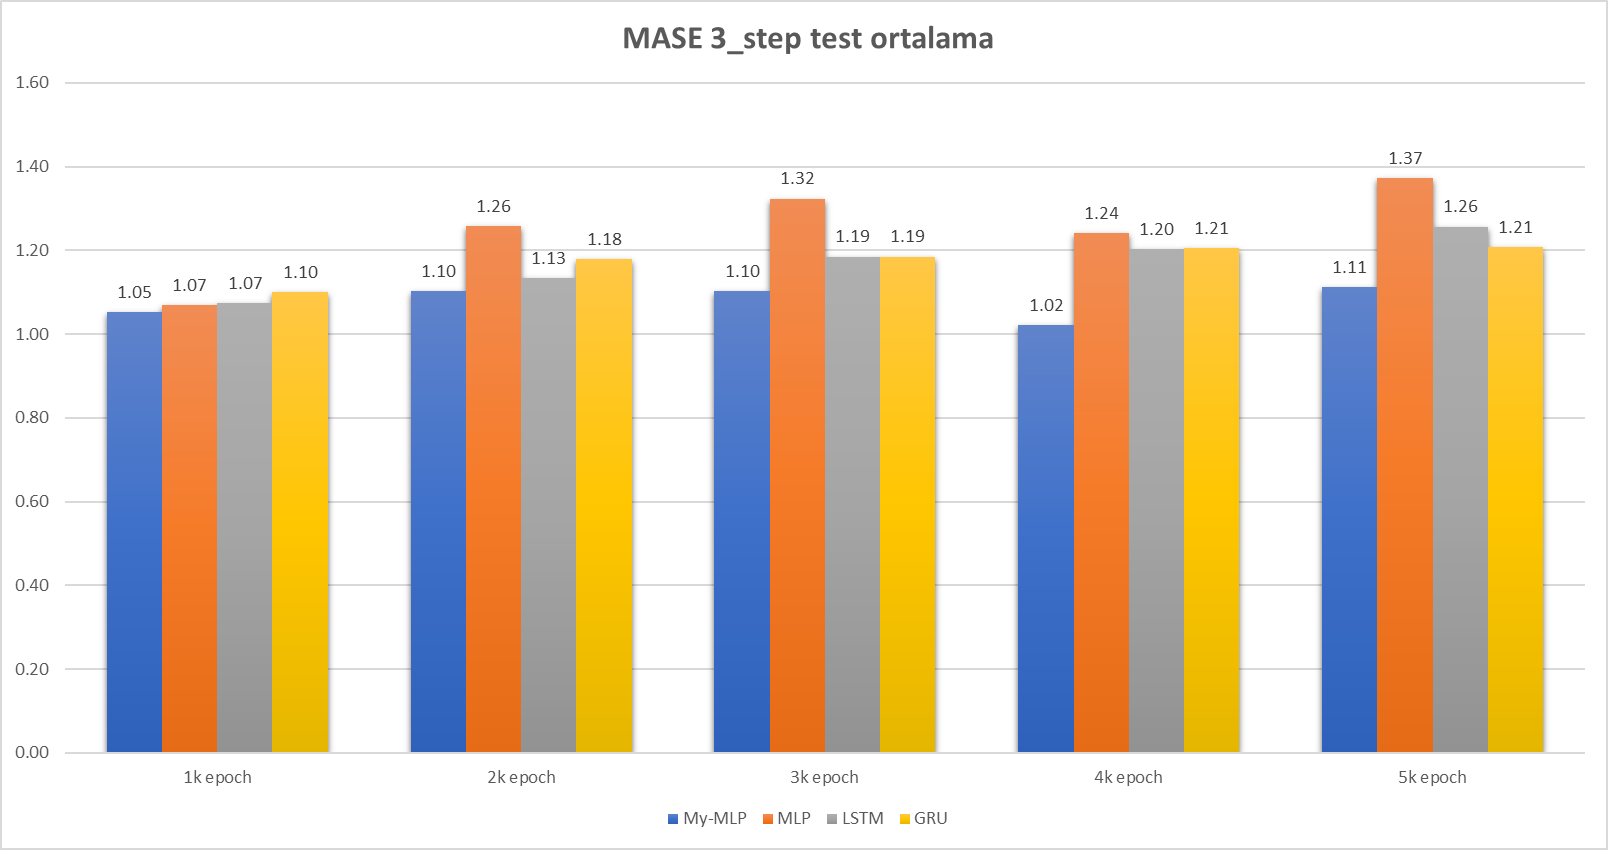 MASE 3_step test ortalama
1.60
1.40
1.20
1.00
0.80
0.60
0.40
0.20
0.00
1.05 1.07 1.07 1.10
1.10 1.26 1.13 1.18
1.10 1.32 1.19 1.19
1.02 1.24 1.20 1.21
1.11 1.37 1.26 1.21
1k epoch 2k epoch 3k epoch 4k epoch 5k epoch
My-MLP MLP LSTM GRU